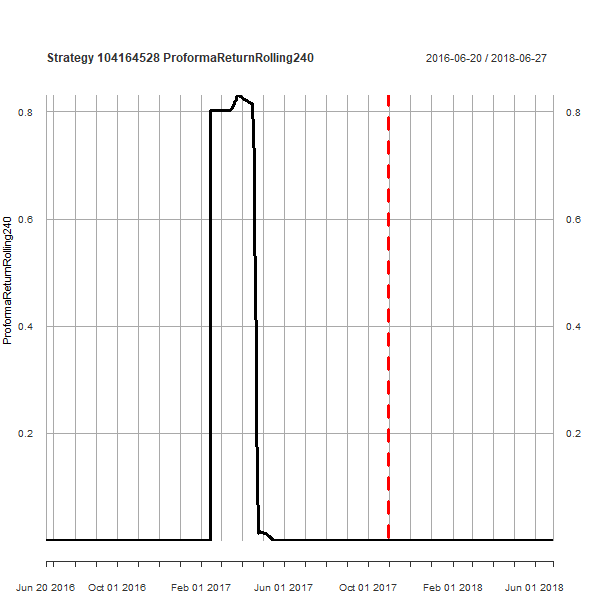 Strategy 104164528 ProformaReturnRolling240
2016-06-20 / 2018-06-27
0.8
0.8
0.6
0.6
0.4
0.4
0.2
0.2
ProformaReturnRolling240
Jun 20 2016
Oct 01 2016
Feb 01 2017
Jun 01 2017
Oct 01 2017
Feb 01 2018
Jun 01 2018